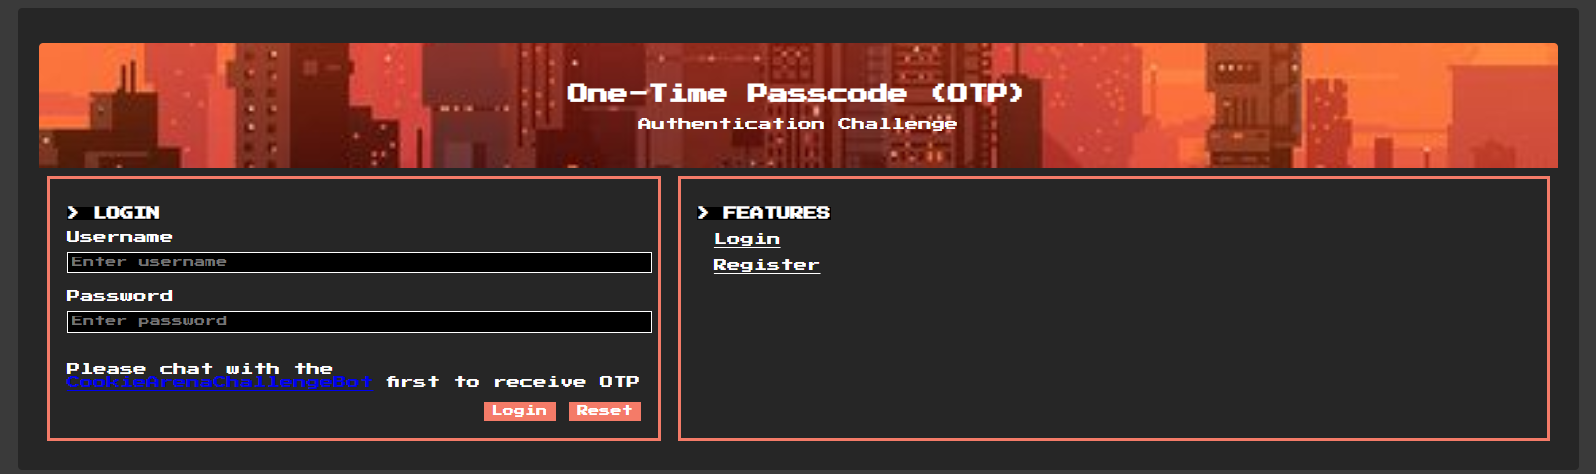 One-Time Passcode (OTP)
Authentication Challenge
> LOGIN
Username
Enter username
Password
Enter password
Please chat with the
CookieArenaChallengeBot first to receive OTP
Login Reset
> FEATURES
Login
Register